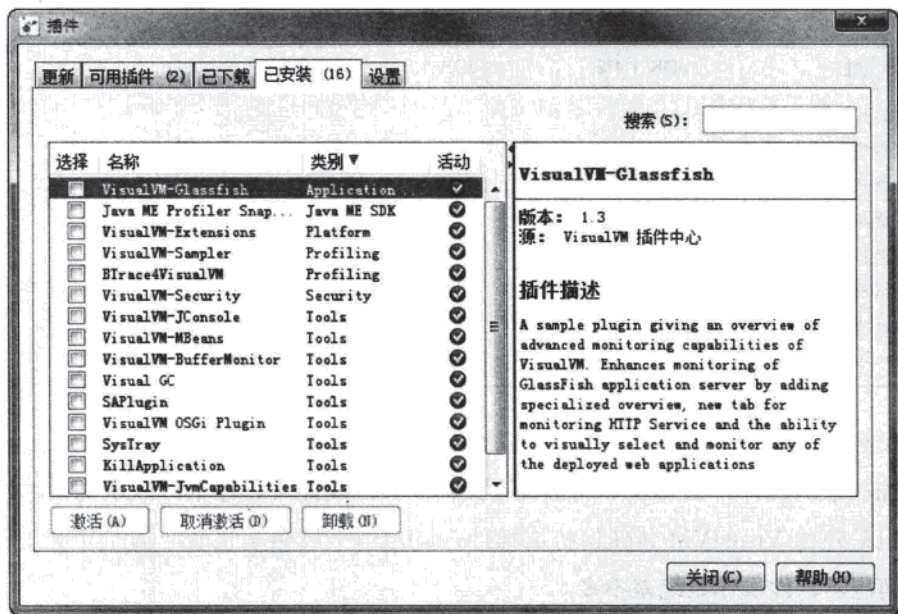 插件
更新 可用插件 (2) 已下载 已安装 (16) 设置
搜索(S):
选择 名称 类别▼ 活动
VisualVM-Glassfish Application
Java ME Profiler Snap... Java ME SDK
VisualVM-Extensions Platform
VisualVM-Sampler Profiling
BTrace4VisualVM Profiling
VisualVM-Security Security
VisualVM-JConsole Tools
VisualVM-MBeans Tools
VisualVM-BufferMonitor Tools
Visual GC Tools
SAPlugin Tools
VisualVM OSGi Plugin Tools
SysTray Tools
KillApplication Tools
VisualVM-JvmCapabilities Tools
VisualVM-Glassfish
版本: 1.3
源: VisualVM 插件中心
插件描述
A sample plugin giving an overview of
advanced monitoring capabilities of
VisualVM. Enhances monitoring of
GlassFish application server by adding
specialized overview, new tab for
monitoring HTTP Service and the ability
to visually select and monitor any of
the deployed web applications
激活(A) 取消激活(D) 卸载(N)
关闭(C) 帮助(H)